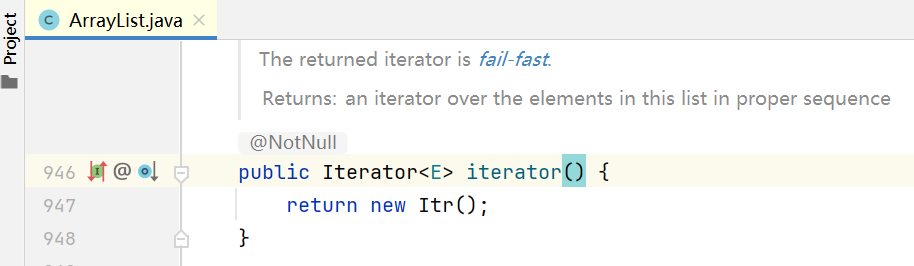 Project
ArrayList.java
The returned iterator is fail-fast.
Returns: an iterator over the elements in this list in proper sequence
@NotNull
946 @ public Iterator<E> iterator() {
947 return new Itr();
948 }